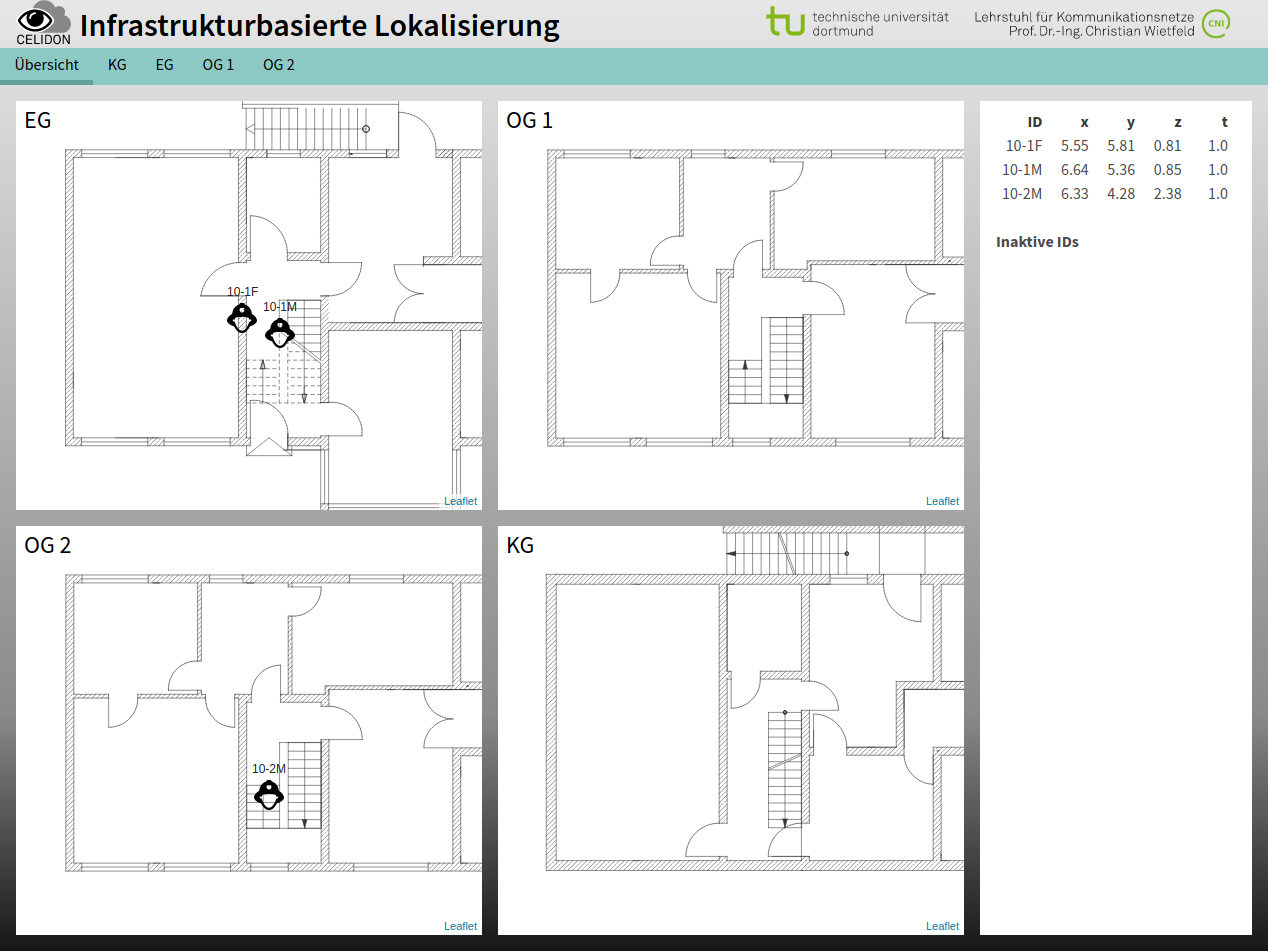 CELIDON
Infrastrukturbasierte Lokalisierung
tu technische universität
dortmund
Lehrstuhl für Kommunikationsnetze
Prof. Dr.-Ing. Christian Wietfeld
CNI
Übersicht KG EG OG 1 OG 2
EG
10-1F
10-1M
Leaflet
OG 1
Leaflet
ID x y z t
10-1F 5.55 5.81 0.81 1.0
10-1M 6.64 5.36 0.85 1.0
10-2M 6.33 4.28 2.38 1.0
Inaktive IDs
OG 2
10-2M
Leaflet
KG
Leaflet